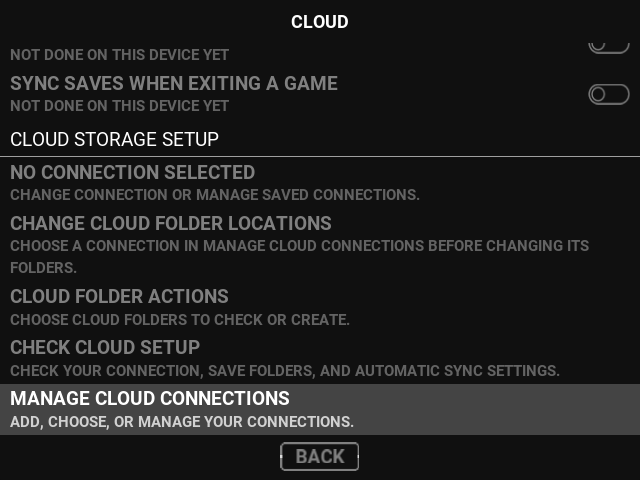 CLOUD
NOT DONE ON THIS DEVICE YET
SYNC SAVES WHEN EXITING A GAME
NOT DONE ON THIS DEVICE YET
CLOUD STORAGE SETUP
NO CONNECTION SELECTED
CHANGE CONNECTION OR MANAGE SAVED CONNECTIONS.
CHANGE CLOUD FOLDER LOCATIONS
CHOOSE A CONNECTION IN MANAGE CLOUD CONNECTIONS BEFORE CHANGING ITS
FOLDERS.
CLOUD FOLDER ACTIONS
CHOOSE CLOUD FOLDERS TO CHECK OR CREATE.
CHECK CLOUD SETUP
CHECK YOUR CONNECTION, SAVE FOLDERS, AND AUTOMATIC SYNC SETTINGS.
MANAGE CLOUD CONNECTIONS
ADD, CHOOSE, OR MANAGE YOUR CONNECTIONS.
BACK